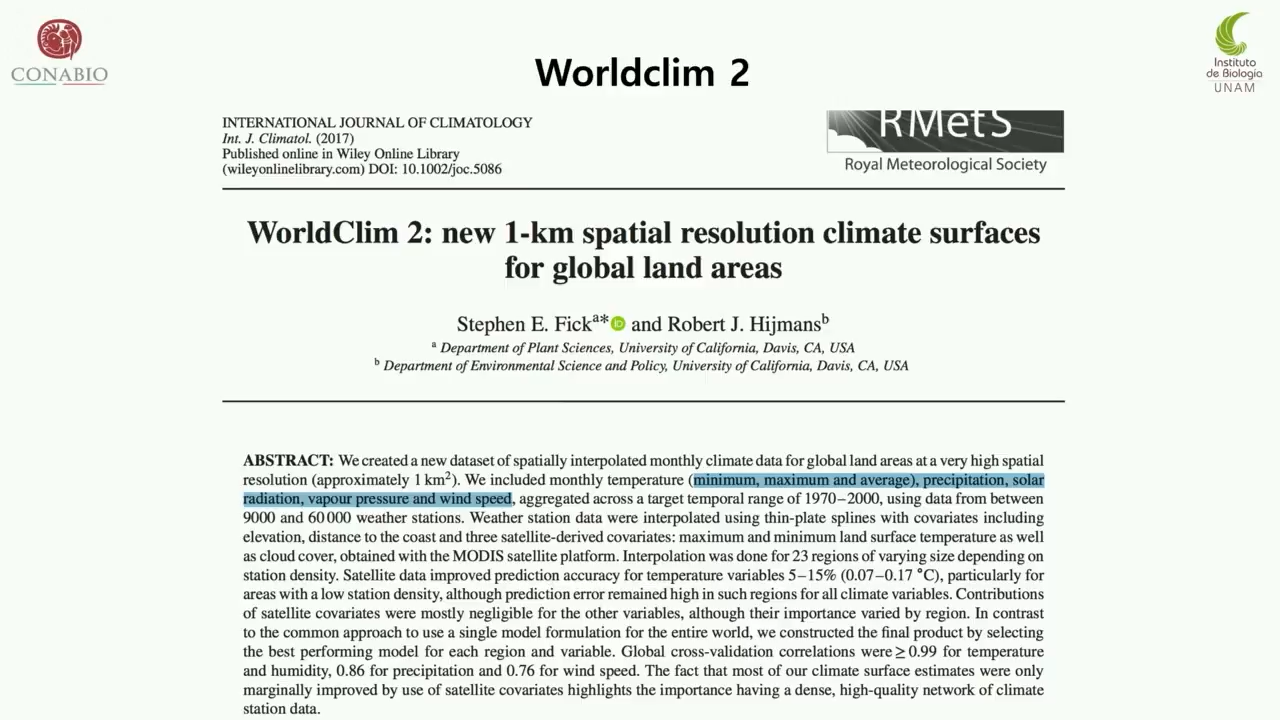 CONABIO
Worldclim 2
Instituto
de Biología
UNAM
INTERNATIONAL JOURNAL OF CLIMATOLOGY
Int. J. Climatol. (2017)
Published online in Wiley Online Library
(wileyonlinelibrary.com) DOI: 10.1002/joc.5086
RMetS
Royal Meteorological Society
WorldClim 2: new 1-km spatial resolution climate surfaces
for global land areas
Stephen E. Fickᵃ* iD and Robert J. Hijmansᵇ
ᵃ Department of Plant Sciences, University of California, Davis, CA, USA
ᵇ Department of Environmental Science and Policy, University of California, Davis, CA, USA
ABSTRACT: We created a new dataset of spatially interpolated monthly climate data for global land areas at a very high spatial
resolution (approximately 1 km²). We included monthly temperature (minimum, maximum and average), precipitation, solar
radiation, vapour pressure and wind speed, aggregated across a target temporal range of 1970–2000, using data from between
9000 and 60 000 weather stations. Weather station data were interpolated using thin-plate splines with covariates including
elevation, distance to the coast and three satellite-derived covariates: maximum and minimum land surface temperature as well
as cloud cover, obtained with the MODIS satellite platform. Interpolation was done for 23 regions of varying size depending on
station density. Satellite data improved prediction accuracy for temperature variables 5–15% (0.07–0.17 °C), particularly for
areas with a low station density, although prediction error remained high in such regions for all climate variables. Contributions
of satellite covariates were mostly negligible for the other variables, although their importance varied by region. In contrast
to the common approach to use a single model formulation for the entire world, we constructed the final product by selecting
the best performing model for each region and variable. Global cross-validation correlations were ≥ 0.99 for temperature
and humidity, 0.86 for precipitation and 0.76 for wind speed. The fact that most of our climate surface estimates were only
marginally improved by use of satellite covariates highlights the importance having a dense, high-quality network of climate
station data.